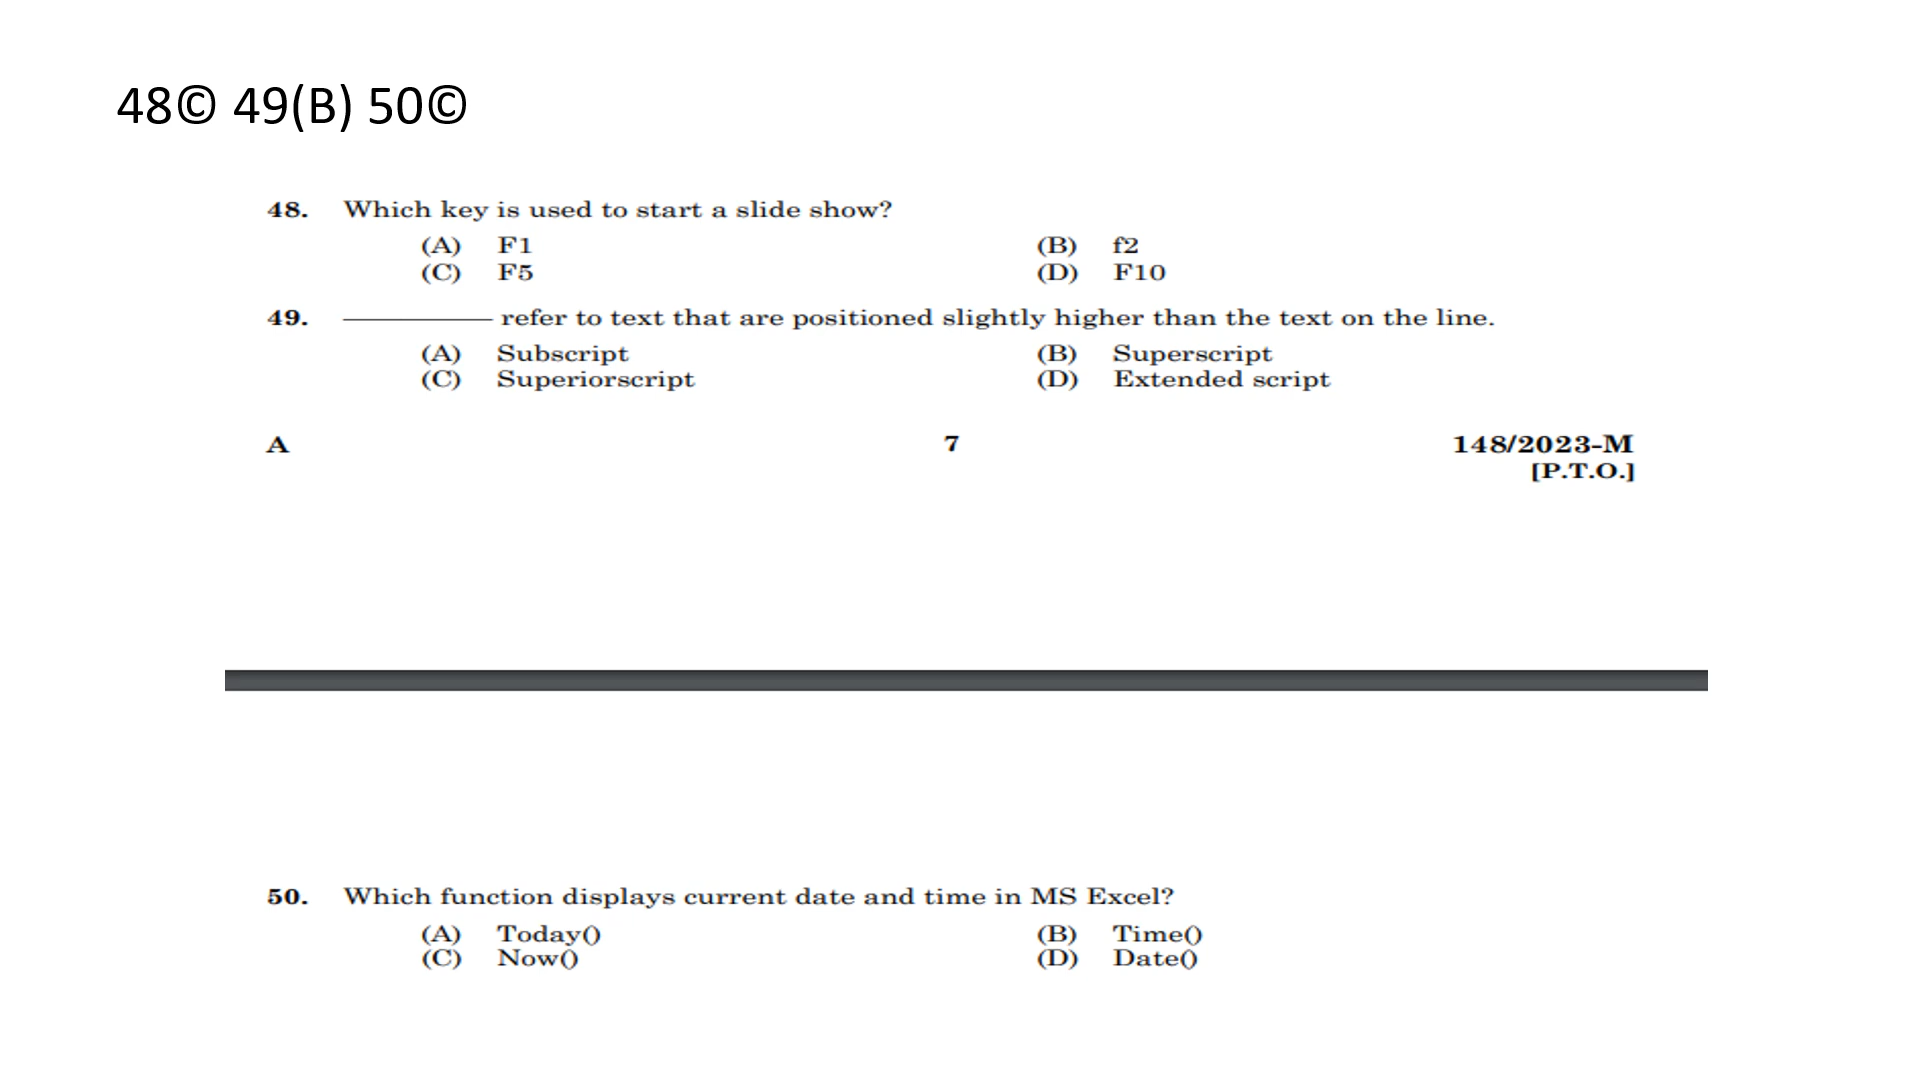 48© 49(B) 50©
48. Which key is used to start a slide show?
(A) F1 (B) f2
(C) F5 (D) F10
49. ____________ refer to text that are positioned slightly higher than the text on the line.
(A) Subscript (B) Superscript
(C) Superiorscript (D) Extended script
A 7 148/2023-M
[P.T.O.]
50. Which function displays current date and time in MS Excel?
(A) Today() (B) Time()
(C) Now() (D) Date()